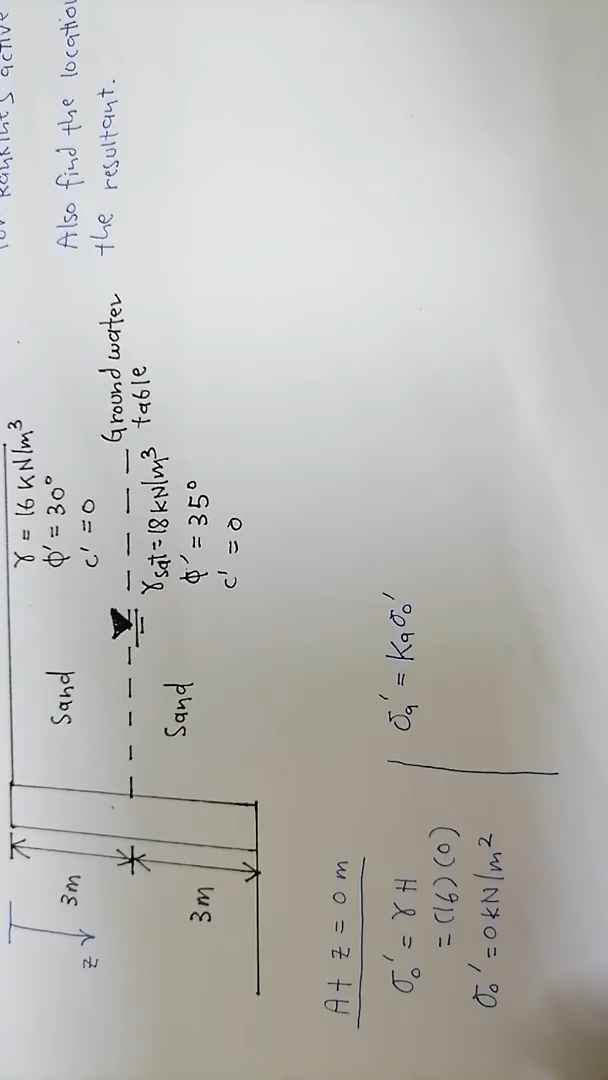 Rankine's active
Also find the location
the resultant.
γ = 16 KN/m³
φ' = 30°
c' = 0
Sand
3m
z
Ground water
table
γsat = 18 KN/m³
φ' = 35°
c' = 0
Sand
3m
At z = 0 m
σo' = γH
= (16)(0)
σo' = 0 KN/m²
σa' = Kaσo'